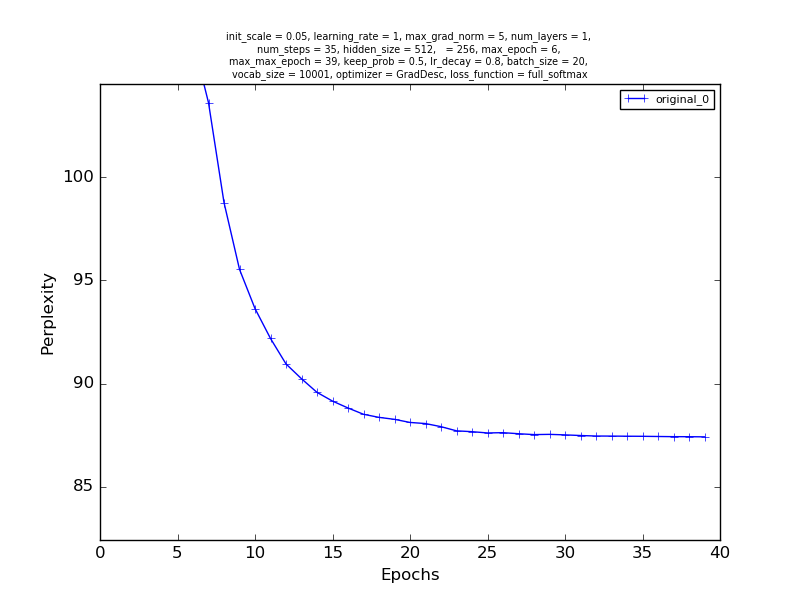 init_scale = 0.05, learning_rate = 1, max_grad_norm = 5, num_layers = 1,
num_steps = 35, hidden_size = 512,   = 256, max_epoch = 6,
max_max_epoch = 39, keep_prob = 0.5, lr_decay = 0.8, batch_size = 20,
vocab_size = 10001, optimizer = GradDesc, loss_function = full_softmax
original_0
100
95
90
85
Perplexity
0 5 10 15 20 25 30 35 40
Epochs